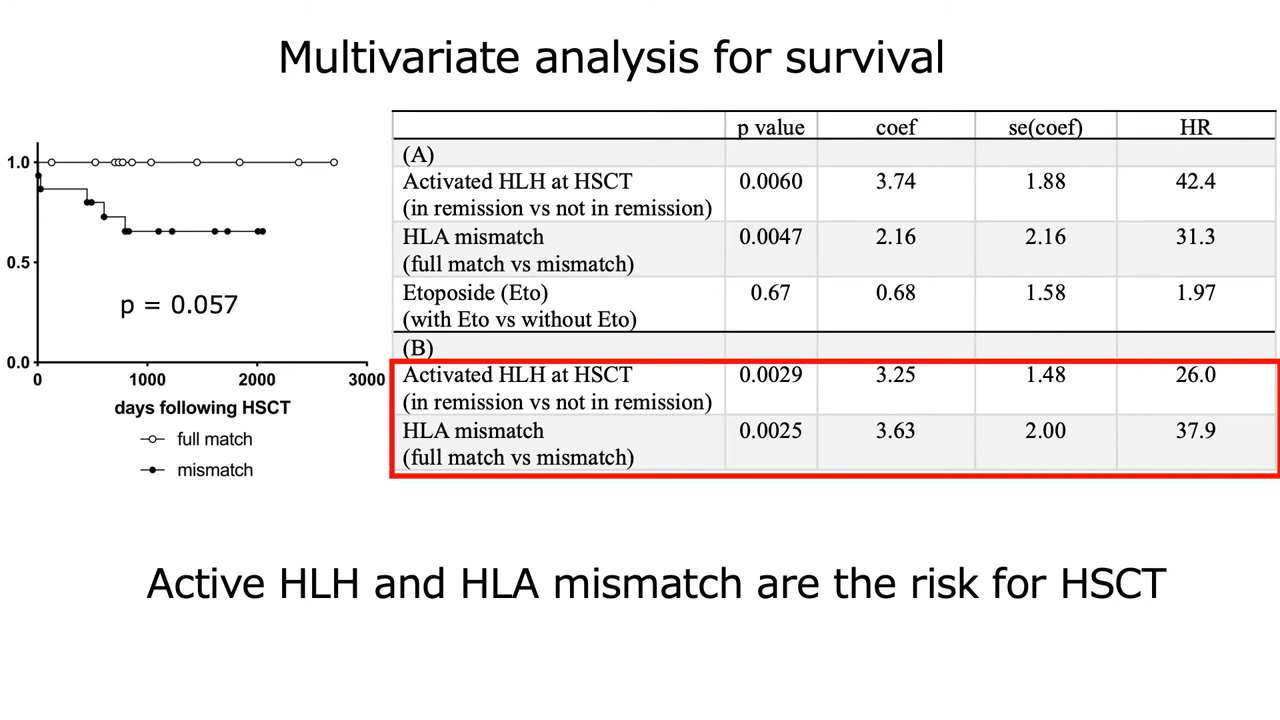 Multivariate analysis for survival
1.0
0.5
0.0
0 1000 2000 3000
p = 0.057
days following HSCT
full match
mismatch
p value coef se(coef) HR
(A)
Activated HLH at HSCT 0.0060 3.74 1.88 42.4
(in remission vs not in remission)
HLA mismatch 0.0047 2.16 2.16 31.3
(full match vs mismatch)
Etoposide (Eto) 0.67 0.68 1.58 1.97
(with Eto vs without Eto)
(B)
Activated HLH at HSCT 0.0029 3.25 1.48 26.0
(in remission vs not in remission)
HLA mismatch 0.0025 3.63 2.00 37.9
(full match vs mismatch)
Active HLH and HLA mismatch are the risk for HSCT